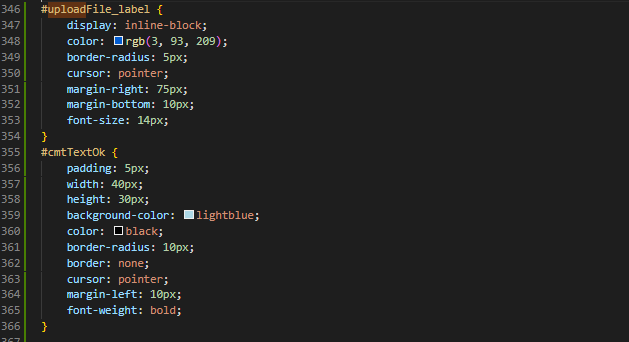 346 #uploadFile_label {
347 display: inline-block;
348 color: rgb(3, 93, 209);
349 border-radius: 5px;
350 cursor: pointer;
351 margin-right: 75px;
352 margin-bottom: 10px;
353 font-size: 14px;
354 }
355 #cmtTextOk {
356 padding: 5px;
357 width: 40px;
358 height: 30px;
359 background-color: lightblue;
360 color: black;
361 border-radius: 10px;
362 border: none;
363 cursor: pointer;
364 margin-left: 10px;
365 font-weight: bold;
366 }
367